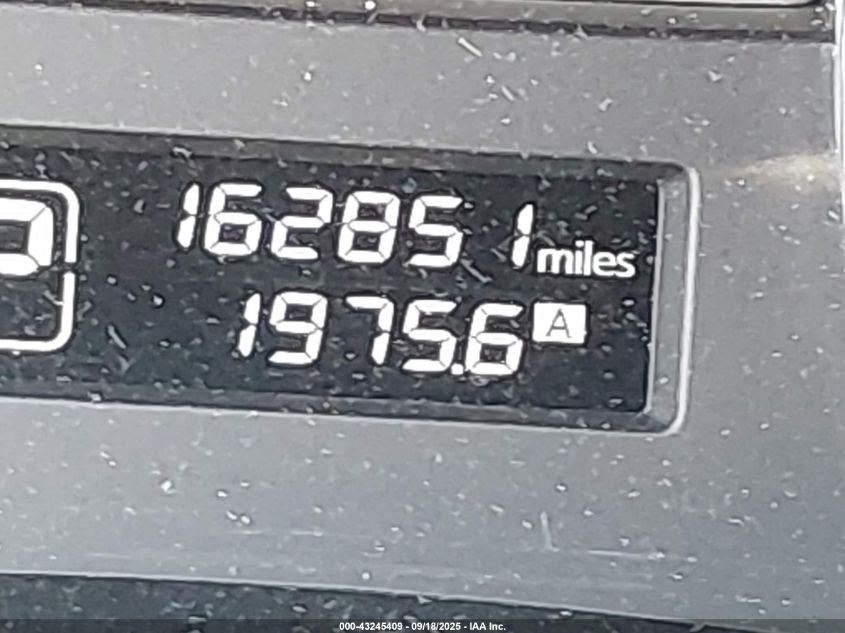 162851 miles
1975.6 A
000-43245409 - 09/18/2025 - IAA Inc.